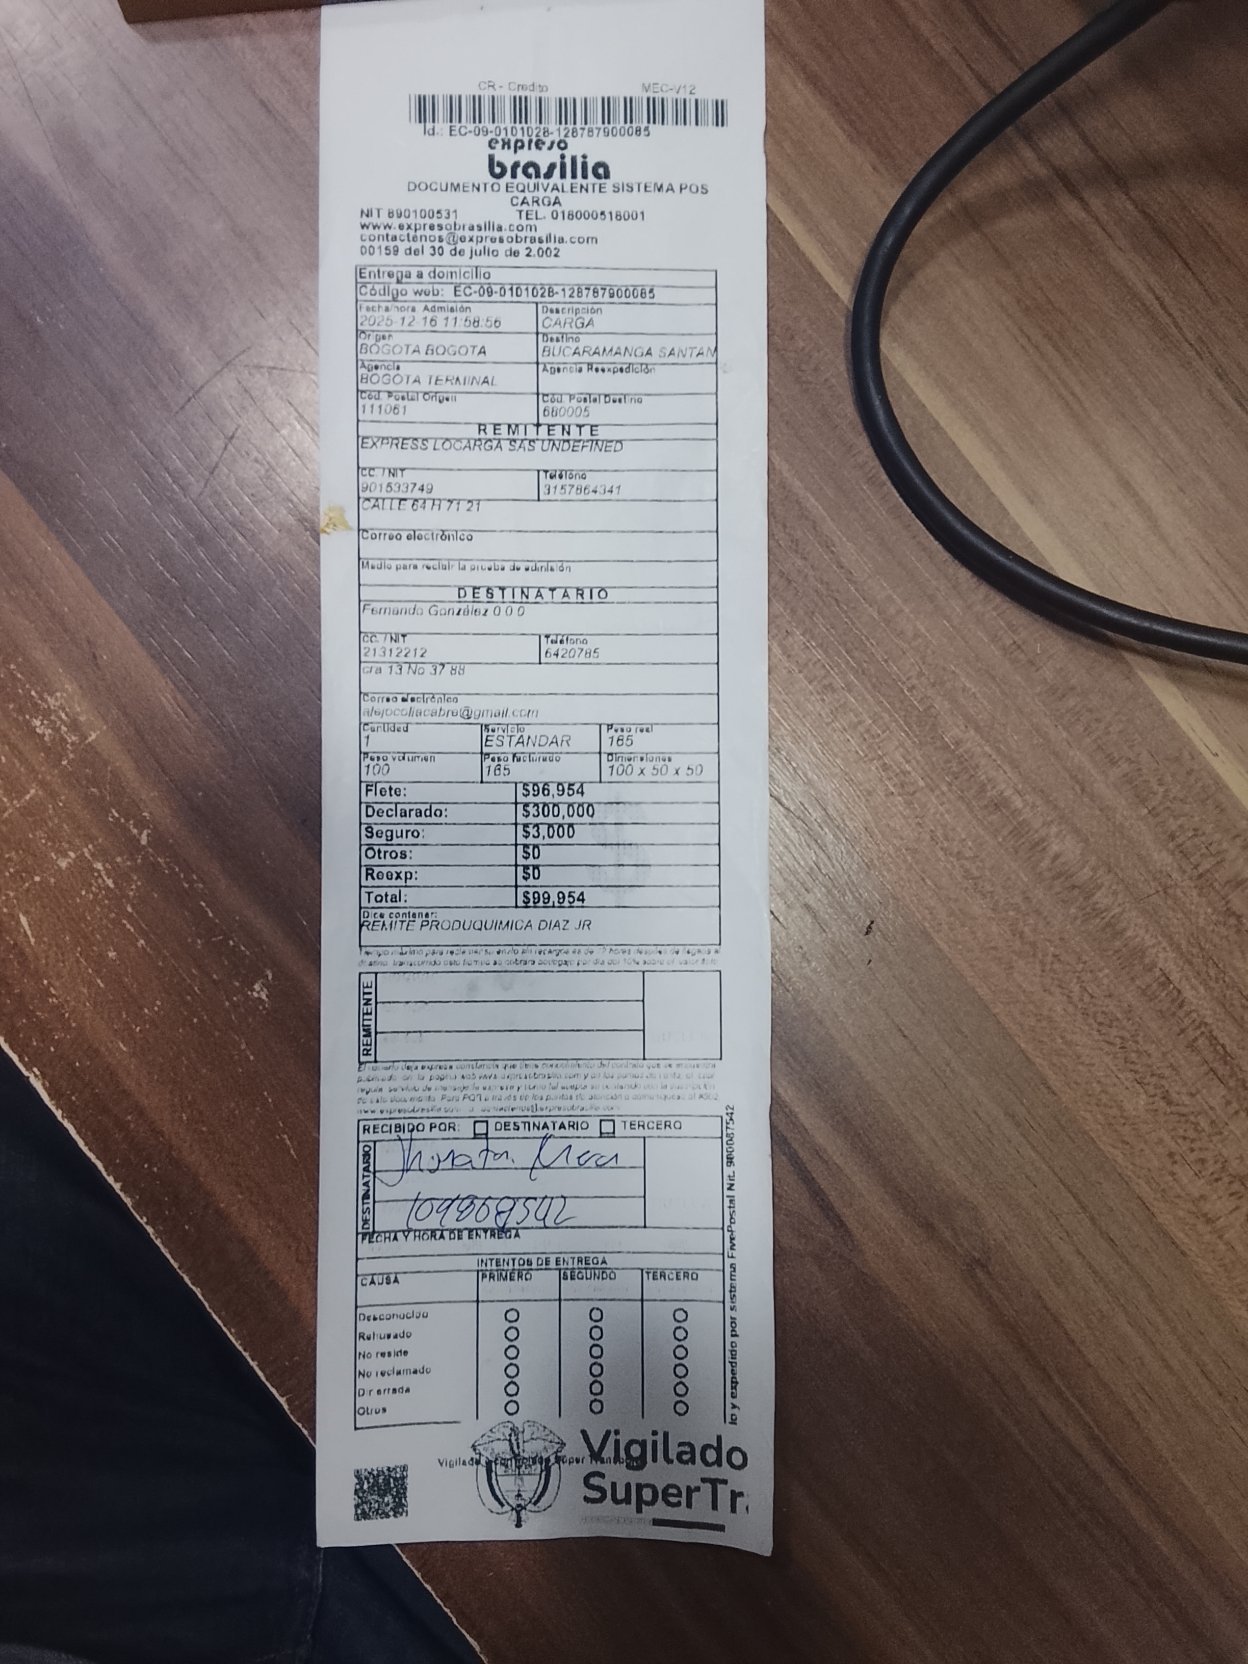 CR - Credito MEC-V12
Id.: EC-09-0101028-128787900085
expreso
brasilia
DOCUMENTO EQUIVALENTE SISTEMA POS
CARGA
NIT 890100531 TEL. 018000518001
www.expresobrasilia.com
contactenos@expresobrasilia.com
00159 del 30 de julio de 2.002
Entrega a domicilio
Código web: EC-09-0101028-128787900085
Fecha/hora Admisión Descripción
2025-12-16 11:58:56 CARGA
Origen Destino
BOGOTA BOGOTA BUCARAMANGA SANTAN
Agencia Agencia Reexpedición
BOGOTA TERMINAL
Cód. Postal Origen Cód. Postal Destino
111061 680005
REMITENTE
EXPRESS LOCARGA SAS UNDEFINED
CC. / NIT Teléfono
901533749 3157864341
CALLE 64 H 71 21
Correo electrónico
Medio para recibir la prueba de admisión
DESTINATARIO
Fernando González 0 0 0
CC. / NIT Teléfono
21312212 6420785
cra 13 No 37 88
Correo electrónico
alejocoliacabre@gmail.com
Cantidad Servicio Peso real
1 ESTANDAR 165
Peso volumen Peso facturado Dimensiones
100 165 100 x 50 x 50
Flete: $96,954
Declarado: $300,000
Seguro: $3,000
Otros: $0
Reexp: $0
Total: $99,954
Dice contener:
REMITE PRODUQUIMICA DIAZ JR
REMITENTE
RECIBIDO POR: DESTINATARIO TERCERO
DESTINATARIO
FECHA Y HORA DE ENTREGA
INTENTOS DE ENTREGA
CAUSA PRIMERO SEGUNDO TERCERO
Desconocido
Rehusado
No reside
No reclamado
Dir errada
Otros
lo y expedido por sistema FivePostal Nit. 900087542
Vigilado
SuperTr